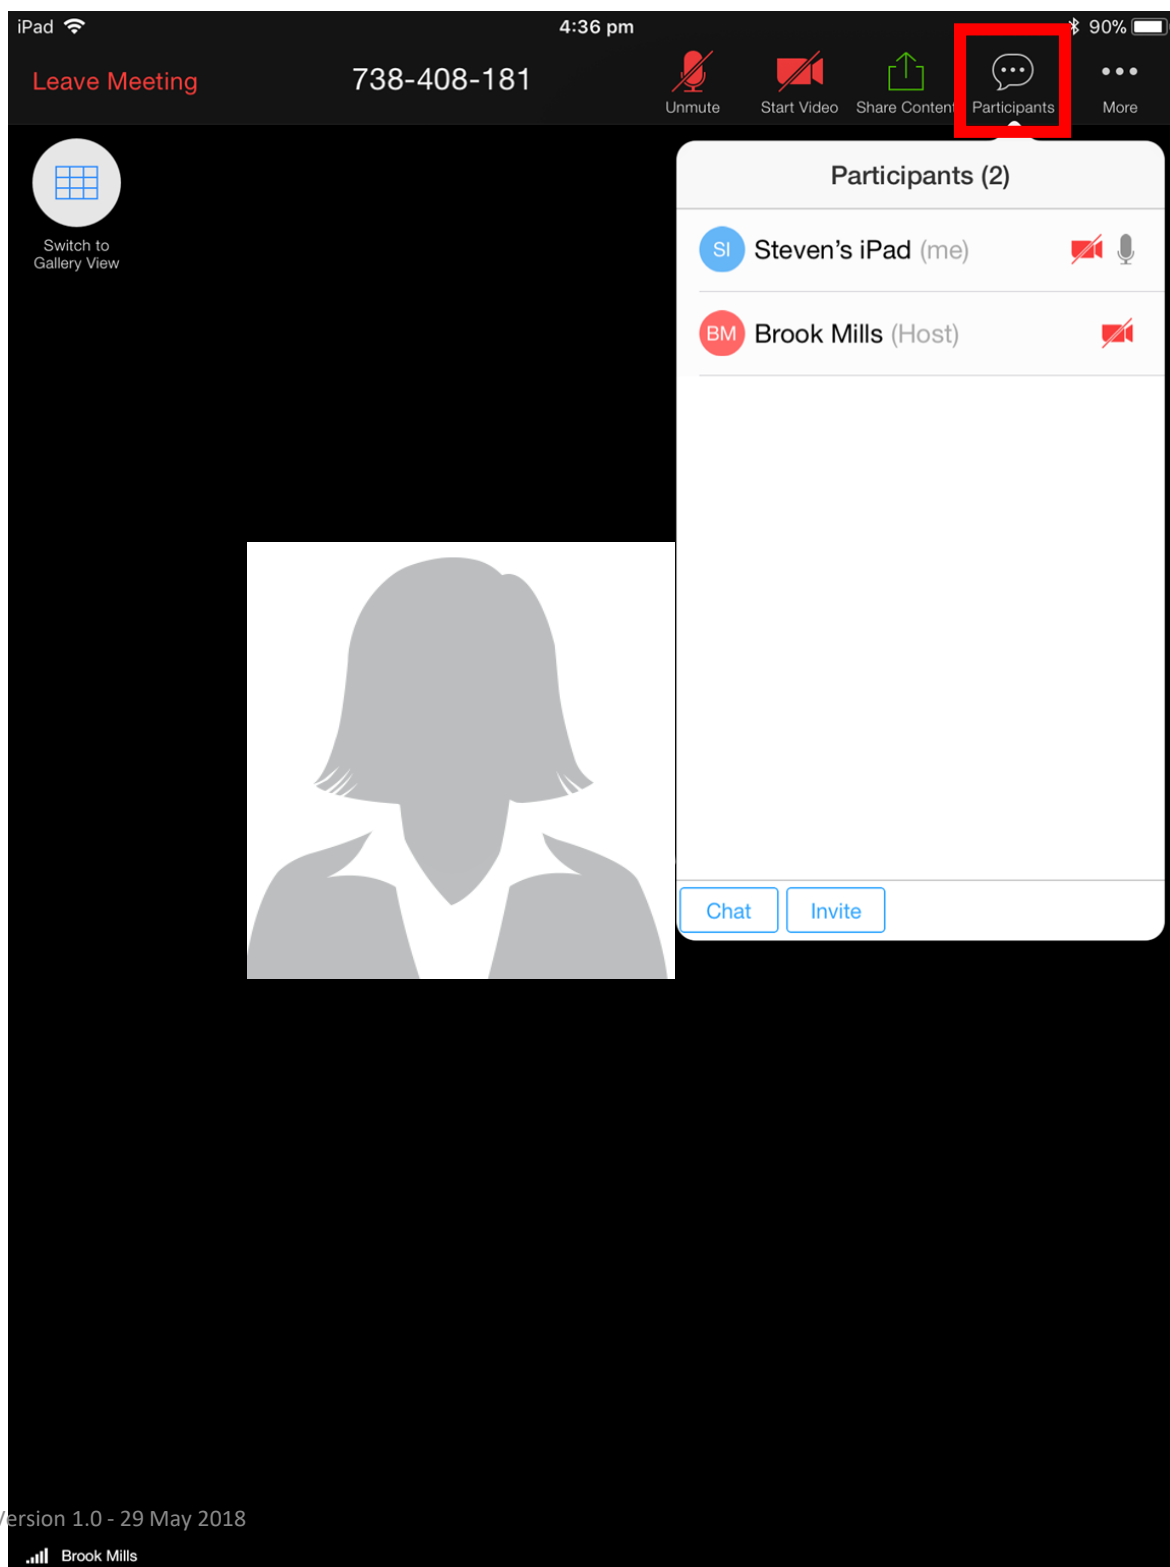 iPad 4:36 pm 90%
Leave Meeting 738-408-181
Unmute Start Video Share Content Participants More
Switch to
Gallery View
Participants (2)
SI Steven's iPad (me)
BM Brook Mills (Host)
Chat Invite
Version 1.0 - 29 May 2018
Brook Mills